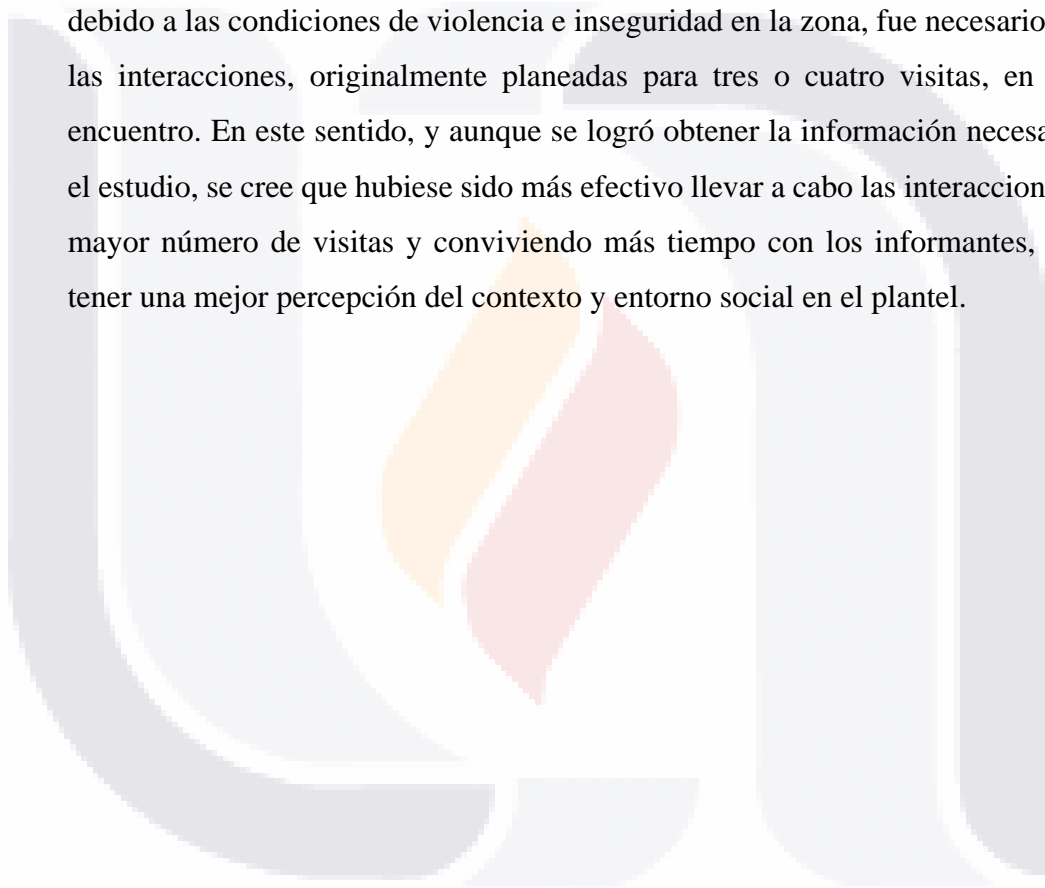 debido a las condiciones de violencia e inseguridad en la zona, fue necesario
las interacciones, originalmente planeadas para tres o cuatro visitas, en
encuentro. En este sentido, y aunque se logró obtener la información
el estudio, se cree que hubiese sido más efectivo llevar a cabo las
mayor número de visitas y conviviendo más tiempo con los informantes,
tener una mejor percepción del contexto y entorno social en el plantel.